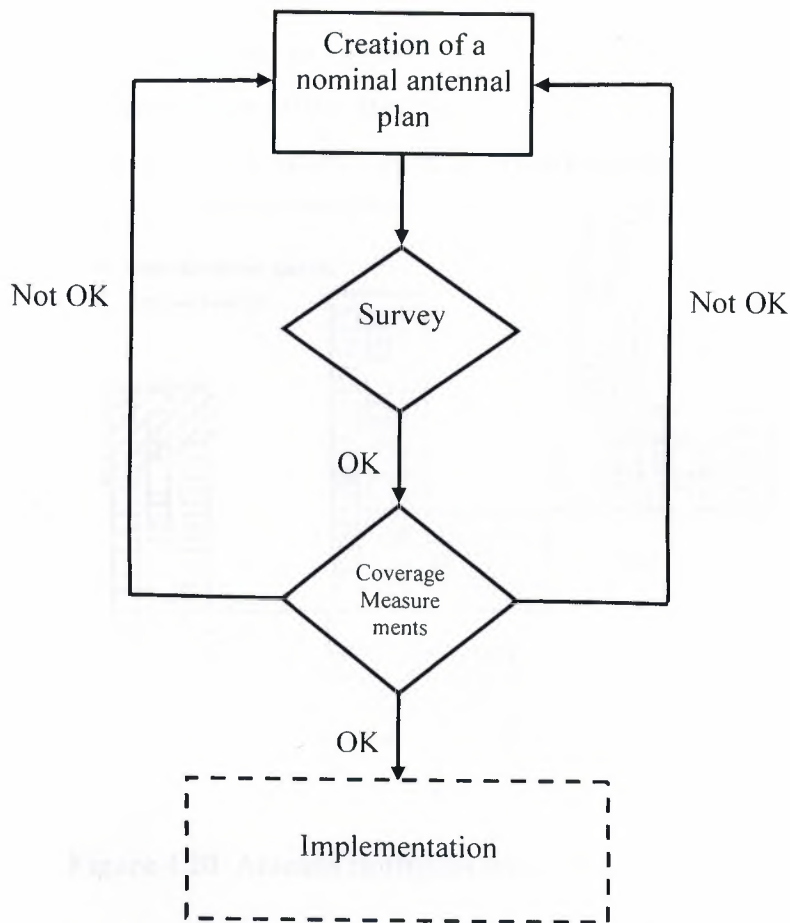 Creation of a
nominal antennal
plan
Not OK
Not OK
Survey
OK
Coverage
Measure
ments
OK
Implementation